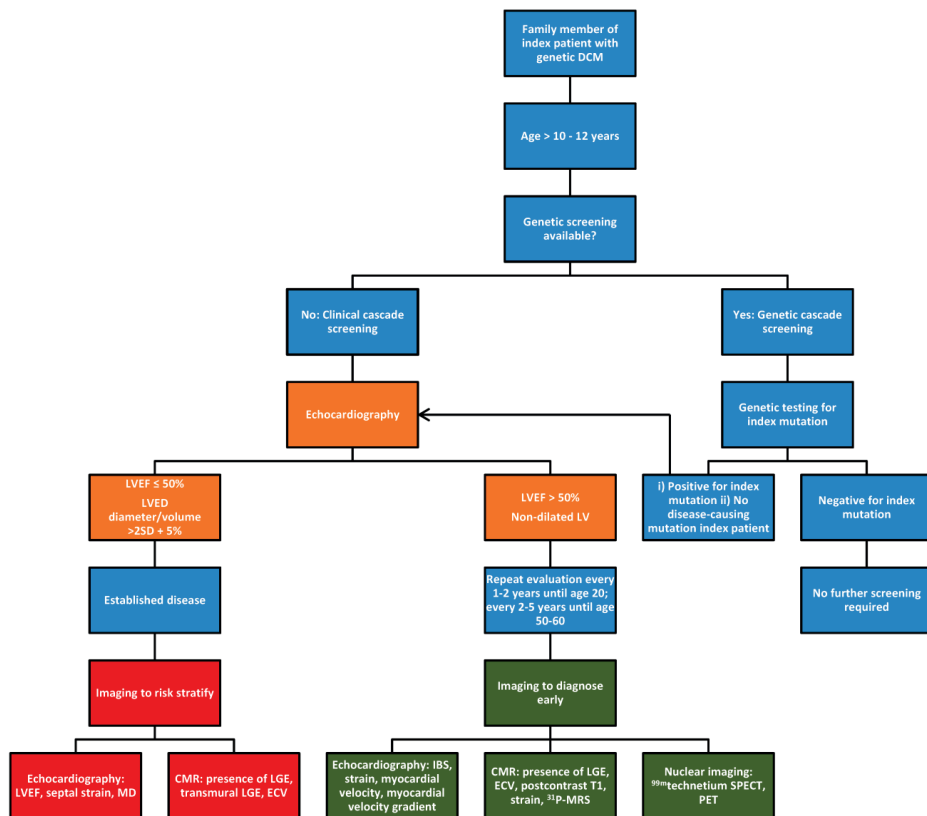 Family member of
index patient with
genetic DCM
Age > 10 - 12 years
Genetic screening
available?
No: Clinical cascade
screening
Yes: Genetic cascade
screening
Echocardiography
Genetic testing for
index mutation
LVEF ≤ 50%
LVED
diameter/volume
>2SD + 5%
LVEF > 50%
Non-dilated LV
i) Positive for index
mutation ii) No
disease-causing
mutation index patient
Negative for index
mutation
Established disease
Repeat evaluation every
1-2 years until age 20;
every 2-5 years until age
50-60
No further screening
required
Imaging to risk stratify
Imaging to diagnose
early
Echocardiography:
LVEF, septal strain, MD
CMR: presence of LGE,
transmural LGE, ECV
Echocardiography: IBS,
strain, myocardial
velocity, myocardial
velocity gradient
CMR: presence of LGE,
ECV, postcontrast T1,
strain, ³¹P-MRS
Nuclear imaging:
⁹⁹ᵐtechnetium SPECT,
PET